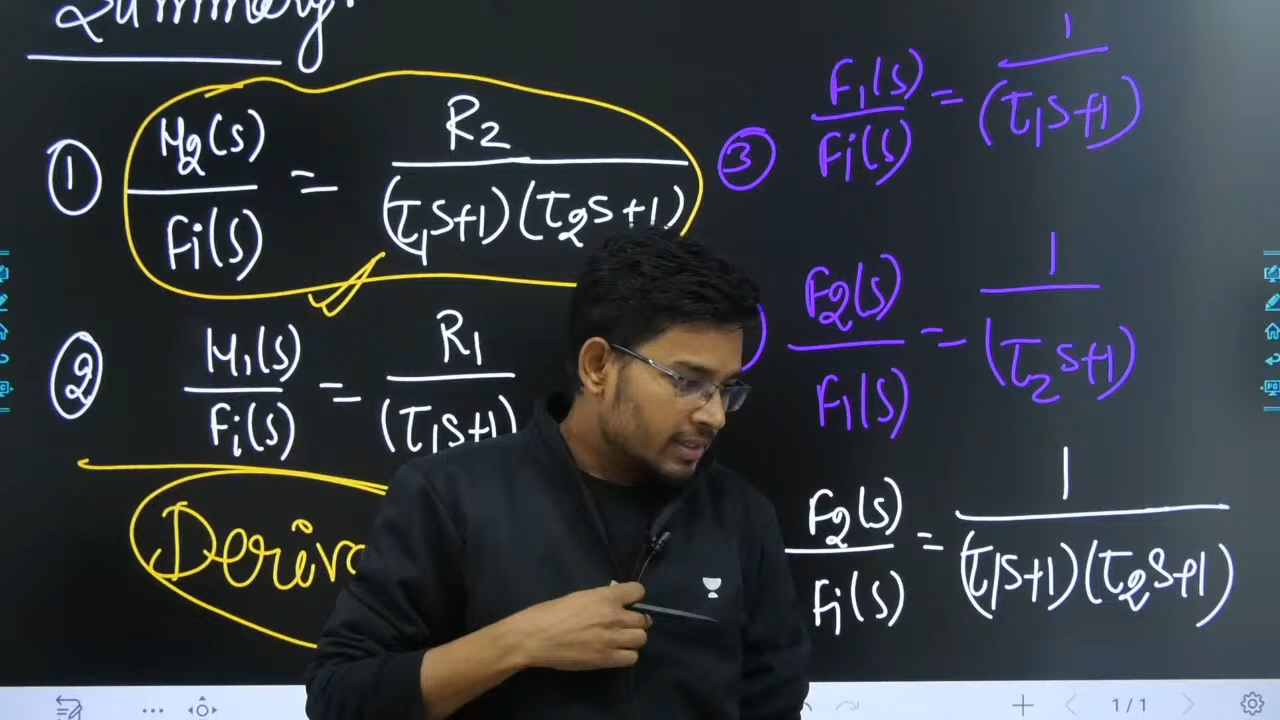 Summary:
① H₂(s)/Fi(s) = R₂/(τ₁s+1)(τ₂s+1)
② H₁(s)/Fi(s) = R₁/(τ₁s+1)
Deriva
③ F₁(s)/Fi(s) = 1/(τ₁s+1)
F₂(s)/F₁(s) = 1/(τ₂s+1)
F₂(s)/Fi(s) = 1/(τ₁s+1)(τ₂s+1)
1/1